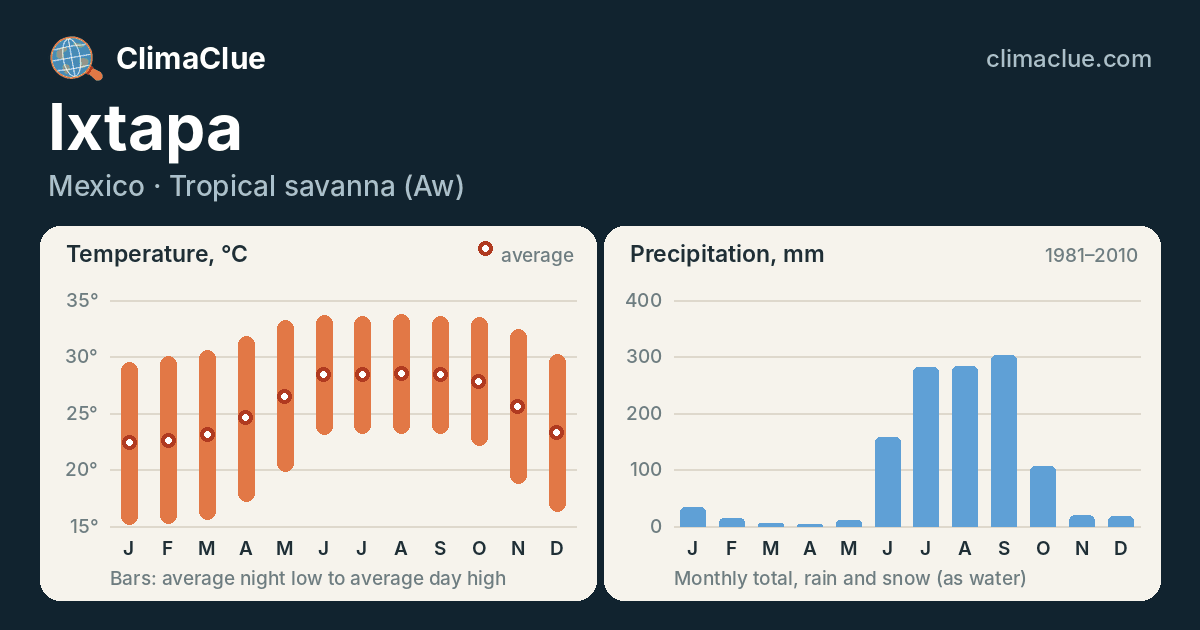 ClimaClue
climaclue.com
Ixtapa
Mexico · Tropical savanna (Aw)
Temperature, °C
average
35°
30°
25°
20°
15°
J F M A M J J A S O N D
Bars: average night low to average day high
Precipitation, mm
1981–2010
400
300
200
100
0
J F M A M J J A S O N D
Monthly total, rain and snow (as water)